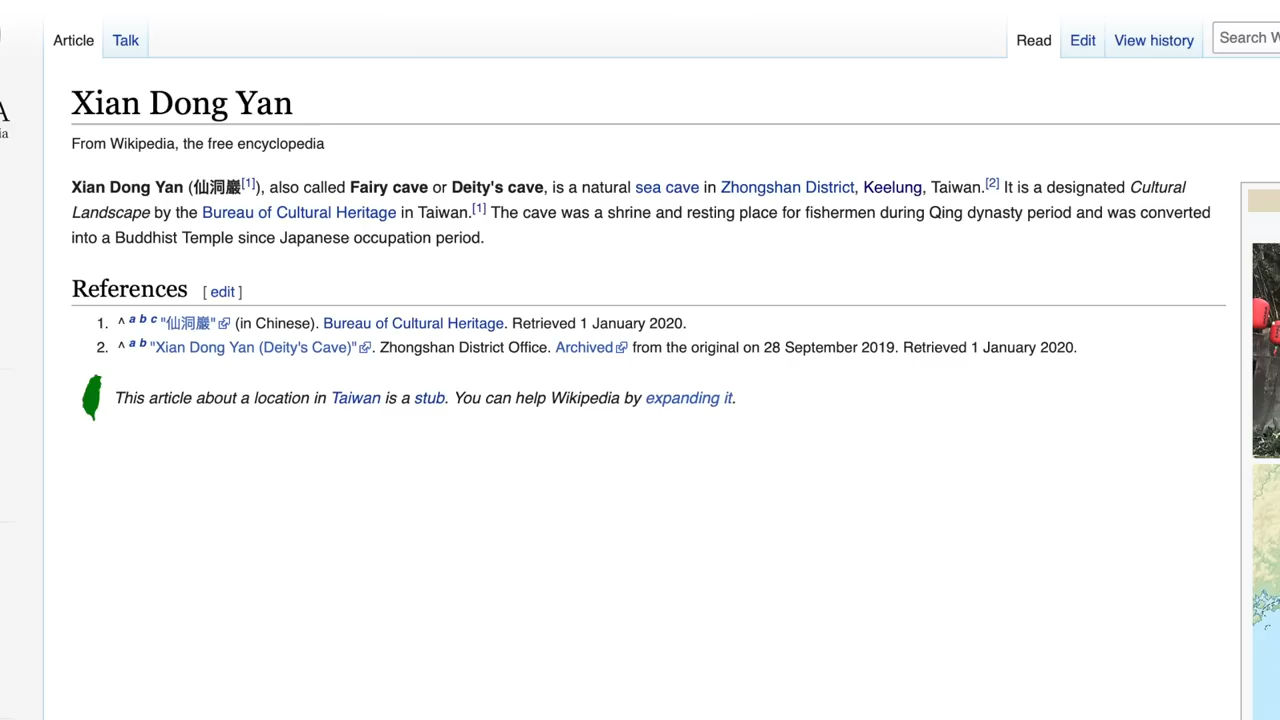 Article Talk Read Edit View history Search W
A
ia
Xian Dong Yan
From Wikipedia, the free encyclopedia
Xian Dong Yan (仙洞巖[1]), also called Fairy cave or Deity's cave, is a natural sea cave in Zhongshan District, Keelung, Taiwan.[2] It is a designated Cultural
Landscape by the Bureau of Cultural Heritage in Taiwan.[1] The cave was a shrine and resting place for fishermen during Qing dynasty period and was converted
into a Buddhist Temple since Japanese occupation period.
References [ edit ]
1. ^ a b c "仙洞巖" (in Chinese). Bureau of Cultural Heritage. Retrieved 1 January 2020.
2. ^ a b "Xian Dong Yan (Deity's Cave)". Zhongshan District Office. Archived from the original on 28 September 2019. Retrieved 1 January 2020.
This article about a location in Taiwan is a stub. You can help Wikipedia by expanding it.